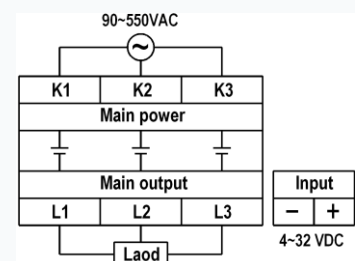 90~550VAC
K1 K2 K3
Main power
Main output
L1 L2 L3
Laod
Input
− +
4~32 VDC